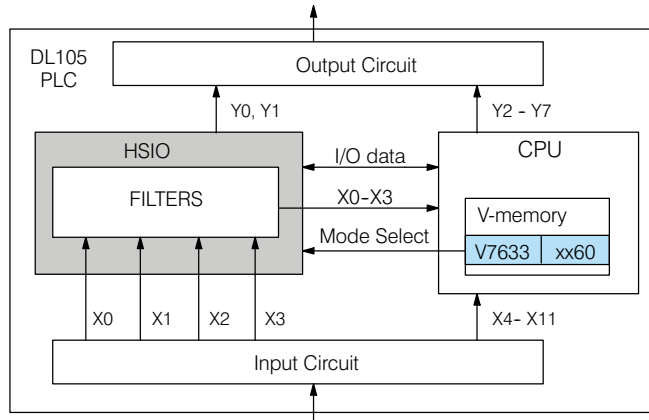 DL105
PLC
Output Circuit
Y0, Y1
Y2 - Y7
HSIO
CPU
I/O data
FILTERS
X0-X3
V-memory
Mode Select
V7633
xx60
X0
X1
X2
X3
X4- X11
Input Circuit